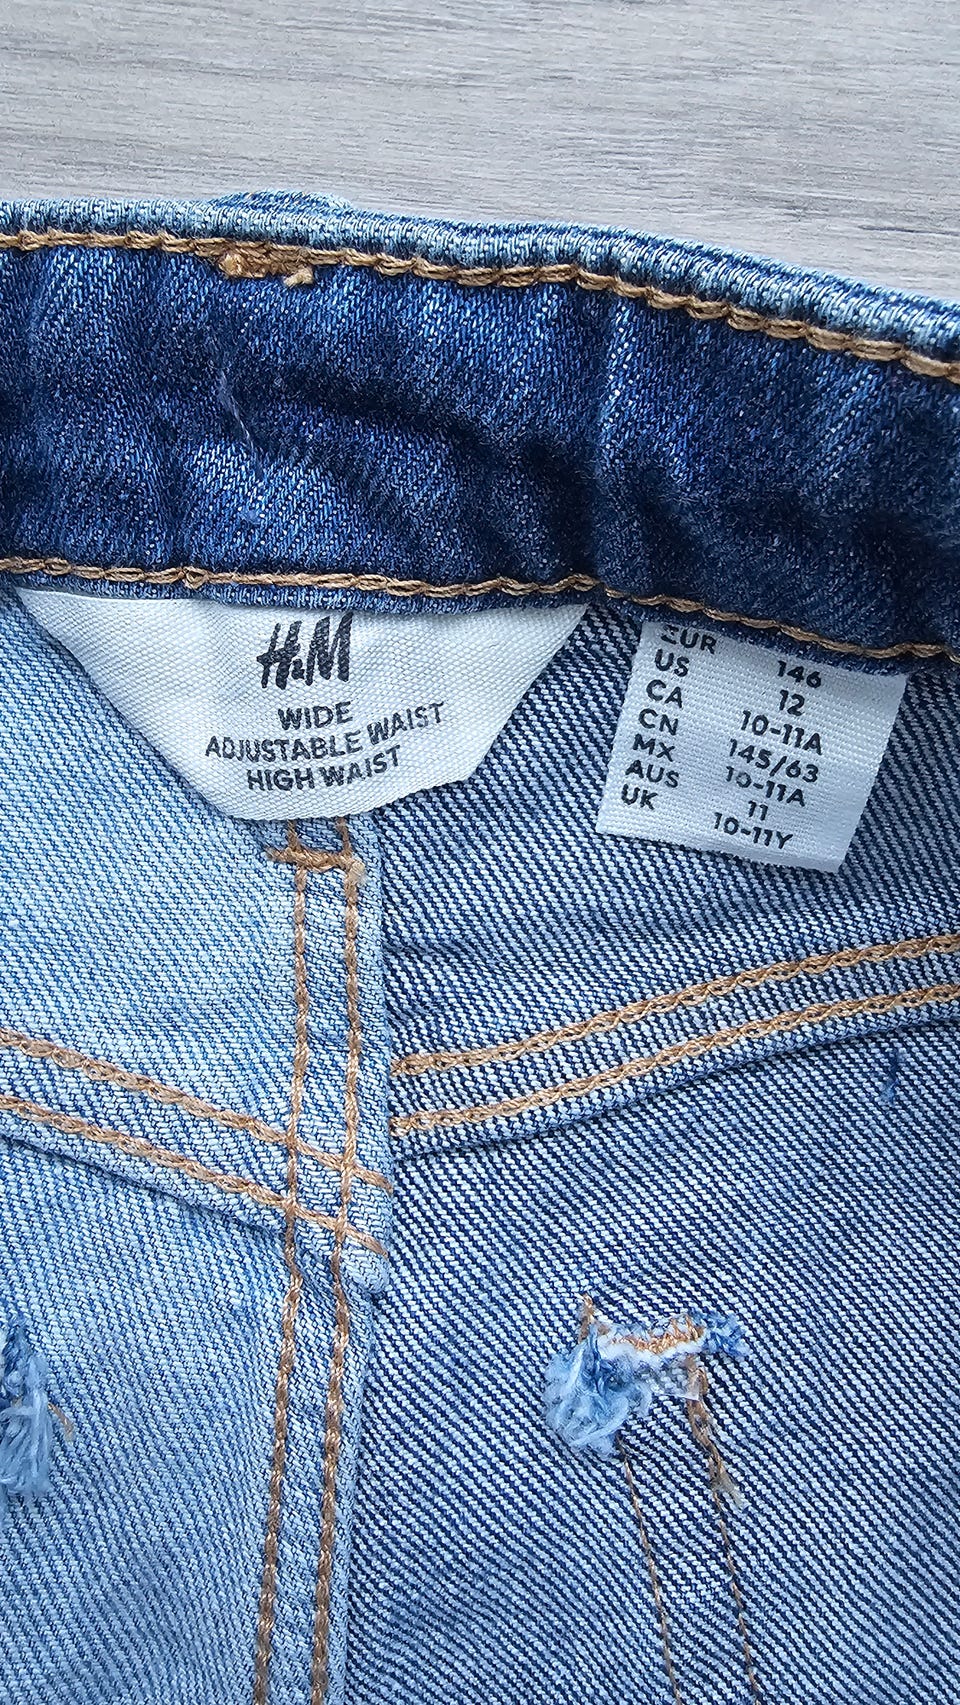 H&M
WIDE
ADJUSTABLE WAIST
HIGH WAIST
EUR 146
US 12
CA 10-11A
CN 145/63
MX 10-11A
AUS 11
UK 10-11Y